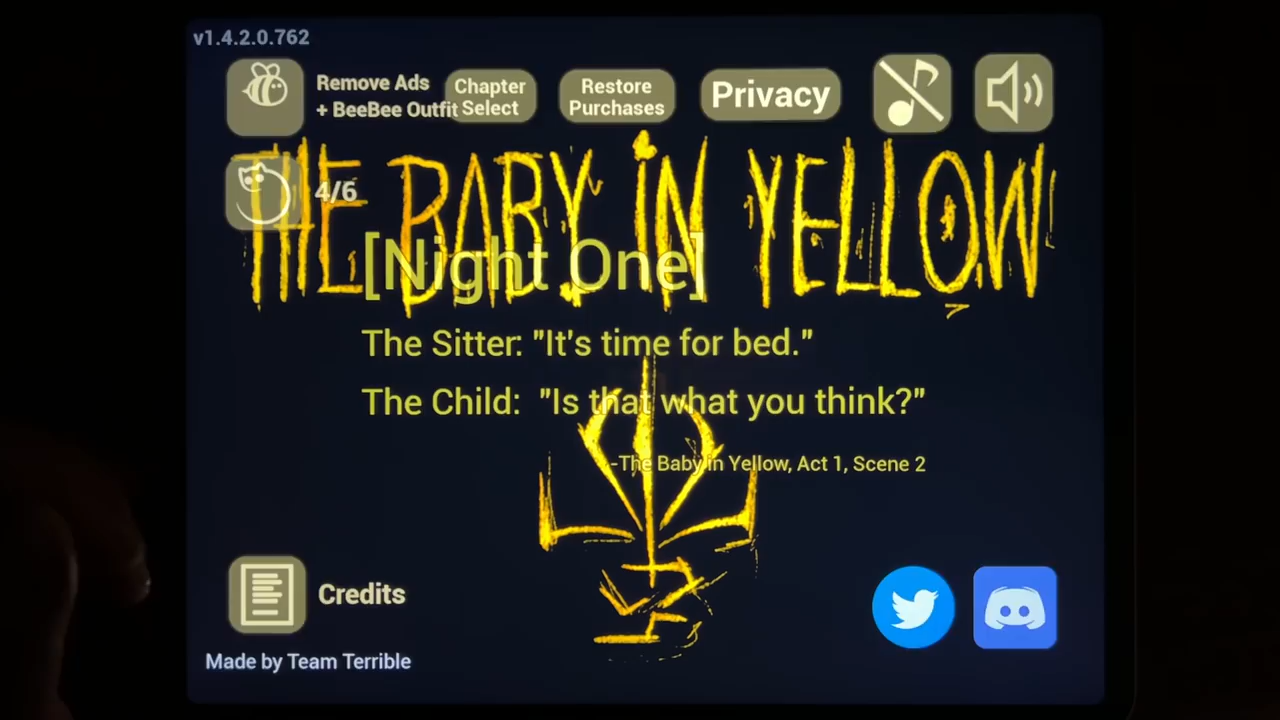 v1.4.2.0.762
Remove Ads
+ BeeBee Outfit
Chapter
Select
Restore
Purchases
Privacy
4/6
THE BABY IN YELLOW
[Night One]
The Sitter: "It's time for bed."
The Child: "Is that what you think?"
-The Baby in Yellow, Act 1, Scene 2
Credits
Made by Team Terrible